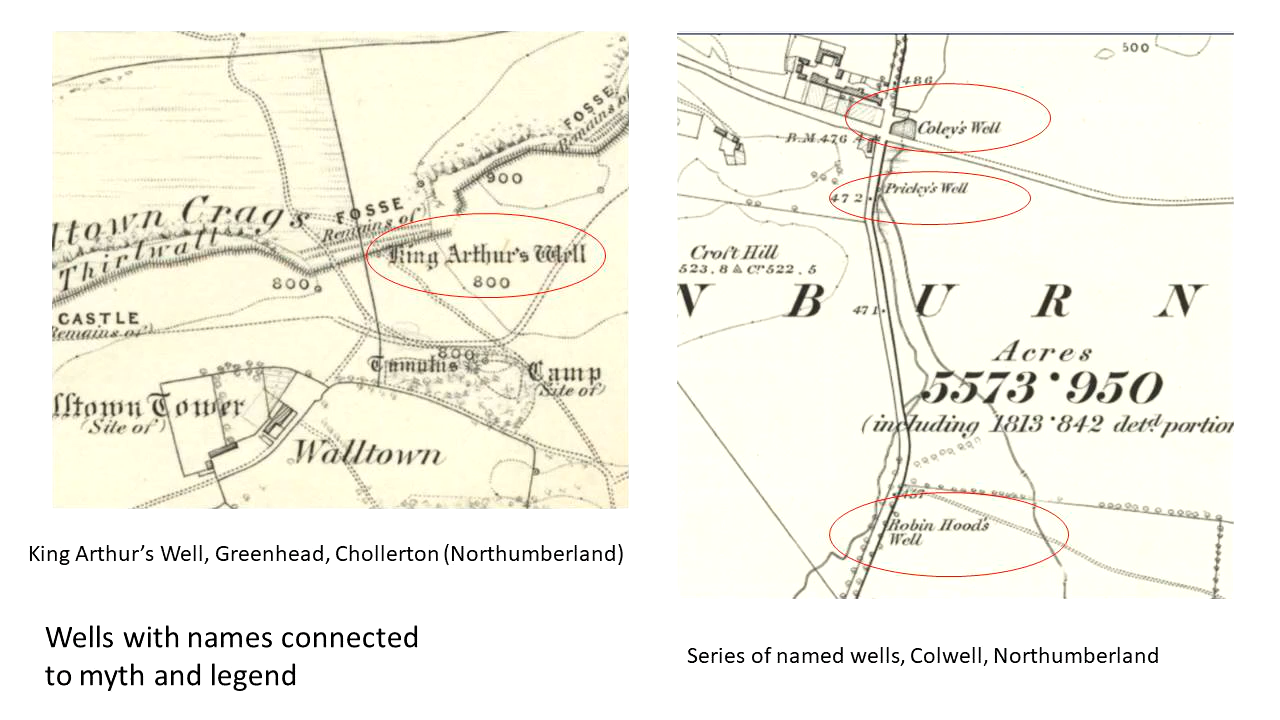 FOSSE
Remains of
900
lltown Crags
FOSSE
Remains of
Thirlwall
King Arthur's Well
800
800
CASTLE
Remains of)
800
Tumulus
Camp
(Site of)
lltown Tower
(Site of)
Walltown
King Arthur’s Well, Greenhead, Chollerton (Northumberland)
Wells with names connected
to myth and legend
500
486
Coley's Well
B.M. 476.4
Pricky's Well
472
Croft Hill
523.8 & Cr. 522.5
N B U R N
471
Acres
5573·950
(including 1813·842 detd. portion
457
Robin Hood's
Well
Series of named wells, Colwell, Northumberland